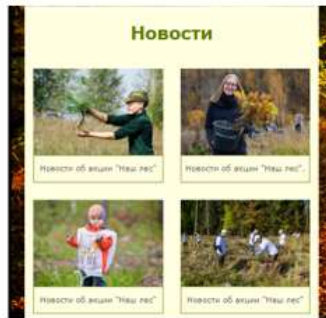 Новости
Новости об акции "Наш лес"
Новости об акции "Наш лес"..
Новости об акции "Наш лес"
Новости об акции "Наш лес"